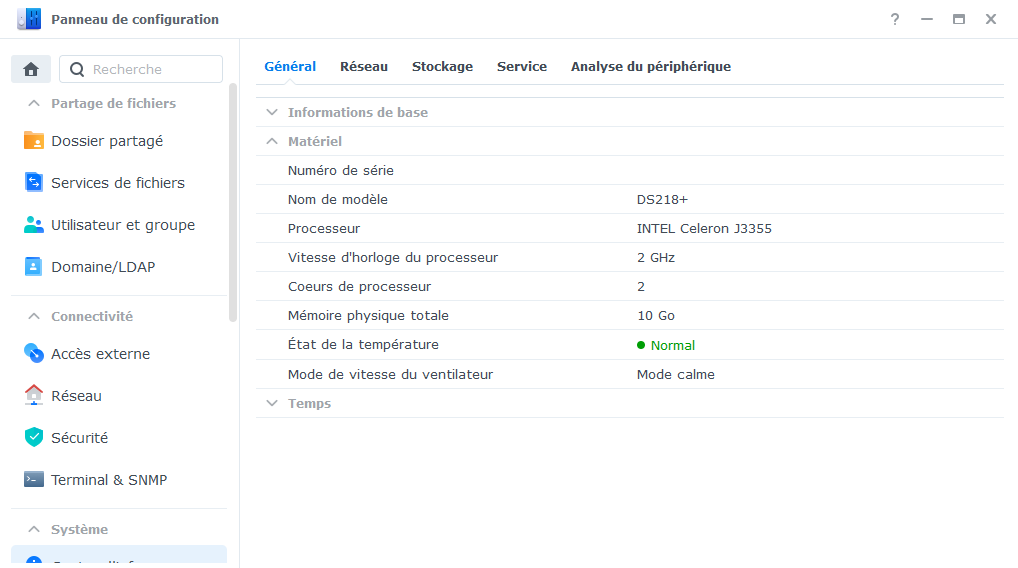 Panneau de configuration
?
Recherche
Général Réseau Stockage Service Analyse du périphérique
Partage de fichiers
Dossier partagé
Services de fichiers
Utilisateur et groupe
Domaine/LDAP
Connectivité
Accès externe
Réseau
Sécurité
Terminal & SNMP
Système
Informations de base
Matériel
Numéro de série
Nom de modèle DS218+
Processeur INTEL Celeron J3355
Vitesse d'horloge du processeur 2 GHz
Coeurs de processeur 2
Mémoire physique totale 10 Go
État de la température Normal
Mode de vitesse du ventilateur Mode calme
Temps